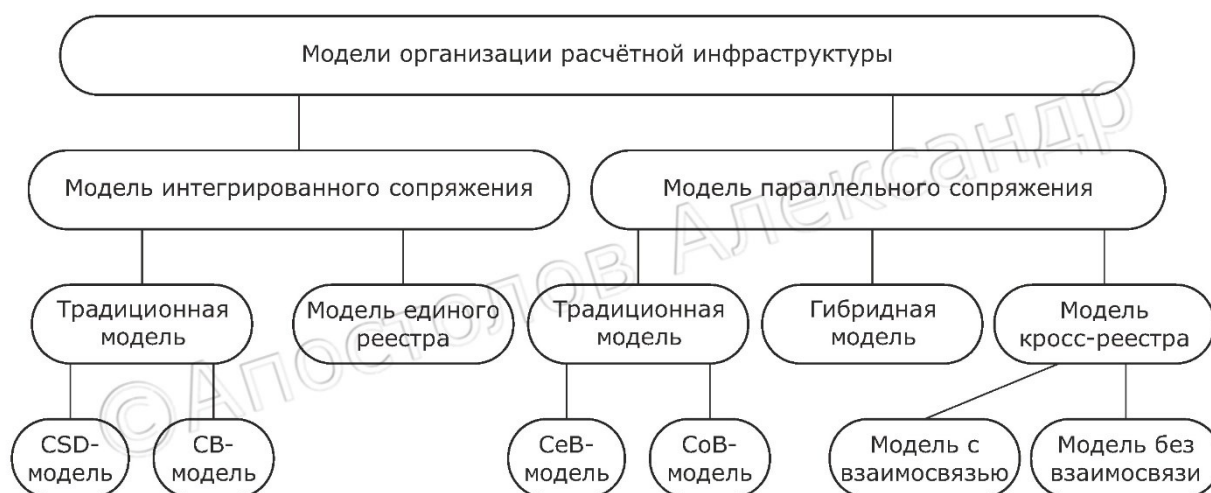 Модели организации расчётной инфраструктуры
Модель интегрированного сопряжения
Модель параллельного сопряжения
Традиционная
модель
Модель единого
реестра
Традиционная
модель
Гибридная
модель
Модель
кросс-реестра
CSD-
модель
CB-
модель
CeB-
модель
CoB-
модель
Модель с
взаимосвязью
Модель без
взаимосвязи
©Апостолов Александр